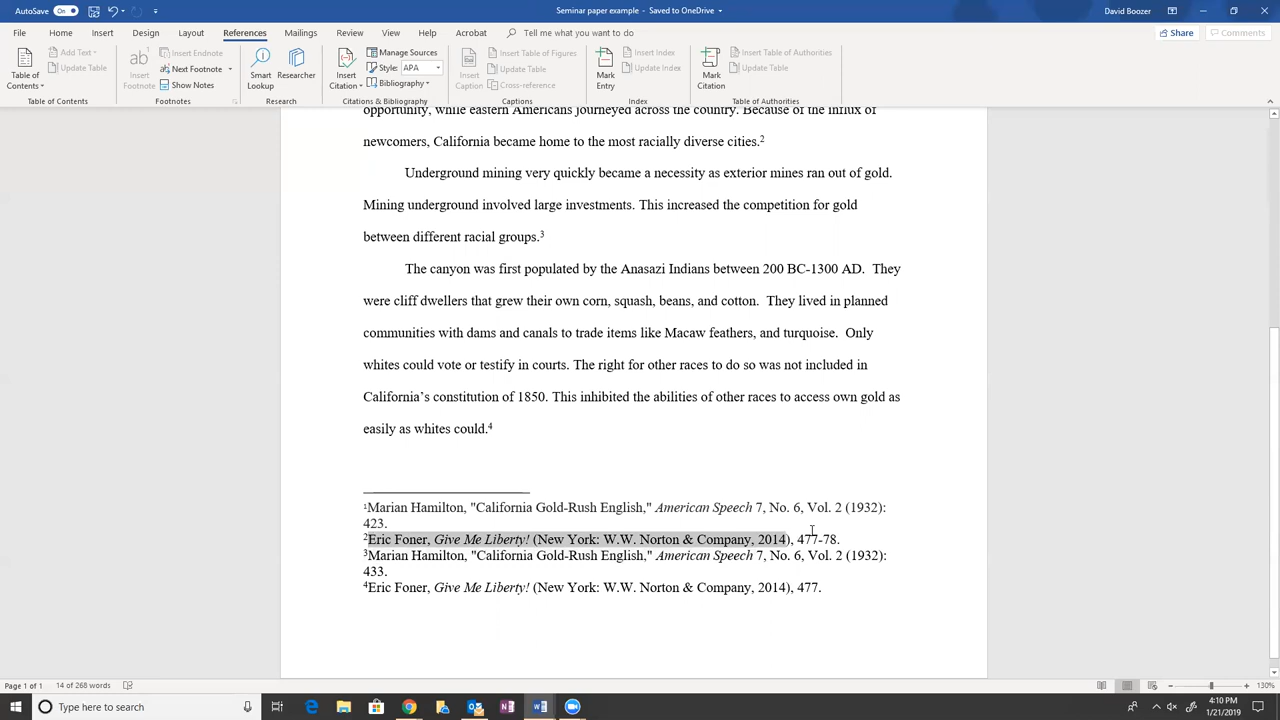 AutoSave On Seminar paper example - Saved to OneDrive David Boozer
File Home Insert Design Layout References Mailings Review View Help Acrobat Tell me what you want to do Share Comments
Table of Contents
Add Text
Update Table
Table of Contents
Insert Footnote
Insert Endnote
Next Footnote
Show Notes
Footnotes
Smart Lookup
Researcher
Research
Insert Citation
Manage Sources
Style: APA
Bibliography
Citations & Bibliography
Insert Caption
Insert Table of Figures
Update Table
Cross-reference
Captions
Mark Entry
Insert Index
Update Index
Index
Mark Citation
Insert Table of Authorities
Update Table
Table of Authorities
opportunity, while eastern Americans journeyed across the country. Because of the influx of
newcomers, California became home to the most racially diverse cities.2
Underground mining very quickly became a necessity as exterior mines ran out of gold.
Mining underground involved large investments. This increased the competition for gold
between different racial groups.3
The canyon was first populated by the Anasazi Indians between 200 BC-1300 AD. They
were cliff dwellers that grew their own corn, squash, beans, and cotton. They lived in planned
communities with dams and canals to trade items like Macaw feathers, and turquoise. Only
whites could vote or testify in courts. The right for other races to do so was not included in
California's constitution of 1850. This inhibited the abilities of other races to access own gold as
easily as whites could.4
1Marian Hamilton, "California Gold-Rush English," American Speech 7, No. 6, Vol. 2 (1932):
423.
2Eric Foner, Give Me Liberty! (New York: W.W. Norton & Company, 2014), 477-78.
3Marian Hamilton, "California Gold-Rush English," American Speech 7, No. 6, Vol. 2 (1932):
433.
4Eric Foner, Give Me Liberty! (New York: W.W. Norton & Company, 2014), 477.
Page 1 of 1 14 of 268 words 130%
Type here to search 4:10 PM
1/21/2019